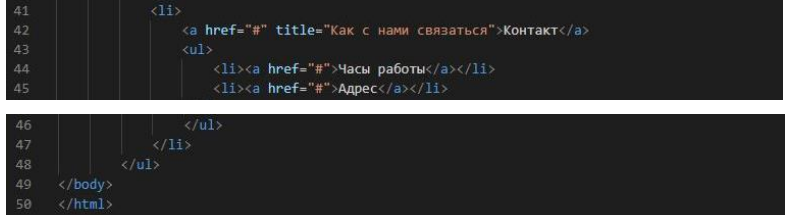 41 <li>
42 <a href="#" title="Как с нами связаться">Контакт</a>
43 <ul>
44 <li><a href="#">Часы работы</a></li>
45 <li><a href="#">Адрес</a></li>
46 </ul>
47 </li>
48 </ul>
49 </body>
50 </html>